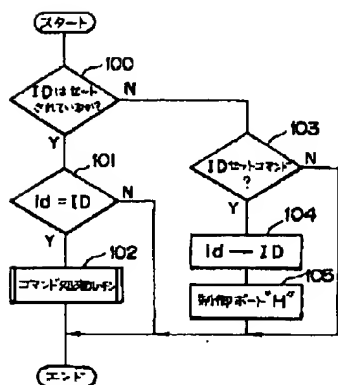 スタート
100
IDはセット
されているか?
N
Y
103
101
IDセットコマンド
?
N
id = ID
N
Y
Y
104
102
id — ID
105
コマンド処理ルーチン
制御ポート"H"
エンド